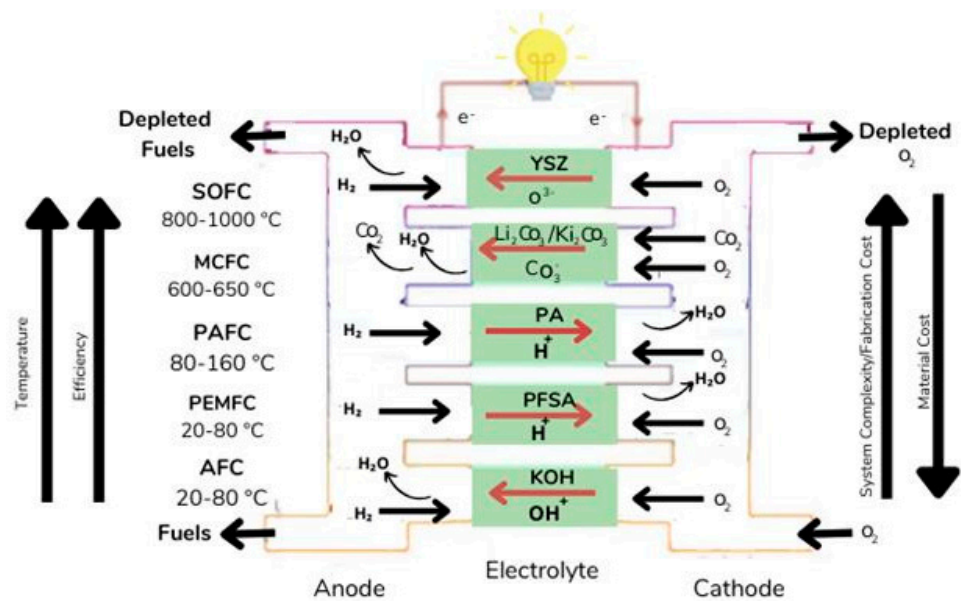 e⁻ e⁻
Depleted
Fuels
Depleted
O₂
H₂O
YSZ
H₂
O³⁻
O₂
SOFC
800-1000 °C
Co₂
H₂O
Li₂Co₃/Ki₂Co₃
Co₂
CO₃⁻
O₂
MCFC
600-650 °C
PA
H₂O
H₂
H⁺
O₂
PAFC
80-160 °C
H₂O
PEMFC
20-80 °C
H₂
PFSA
H⁺
O₂
AFC
20-80 °C
H₂O
KOH
H₂
OH⁺
O₂
Fuels
O₂
Anode
Electrolyte
Cathode
Temperature
Efficiency
System Complexity/Fabrication Cost
Material Cost